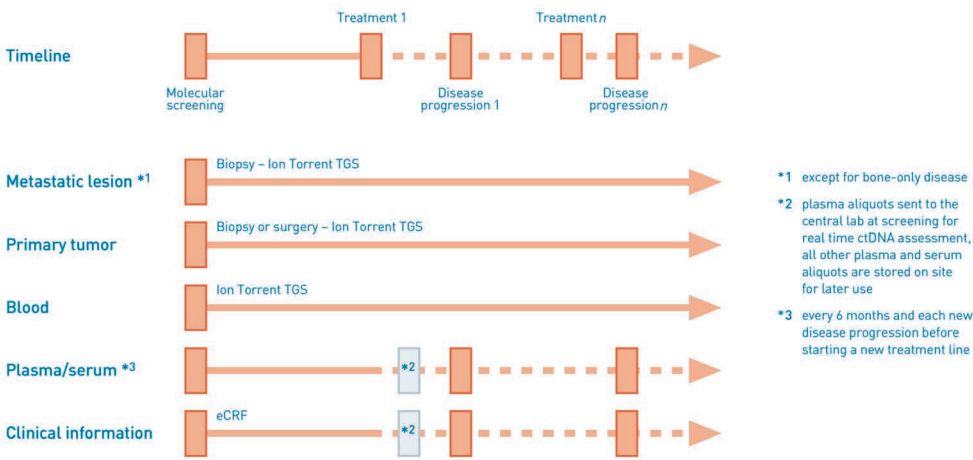 Treatment 1
Treatment n
Timeline
Molecular
screening
Disease
progression 1
Disease
progression n
Biopsy – Ion Torrent TGS
Metastatic lesion *1
Biopsy or surgery – Ion Torrent TGS
Primary tumor
Ion Torrent TGS
Blood
Plasma/serum *3
*2
eCRF
Clinical information
*2
*1 except for bone-only disease
*2 plasma aliquots sent to the
central lab at screening for
real time ctDNA assessment,
all other plasma and serum
aliquots are stored on site
for later use
*3 every 6 months and each new
disease progression before
starting a new treatment line